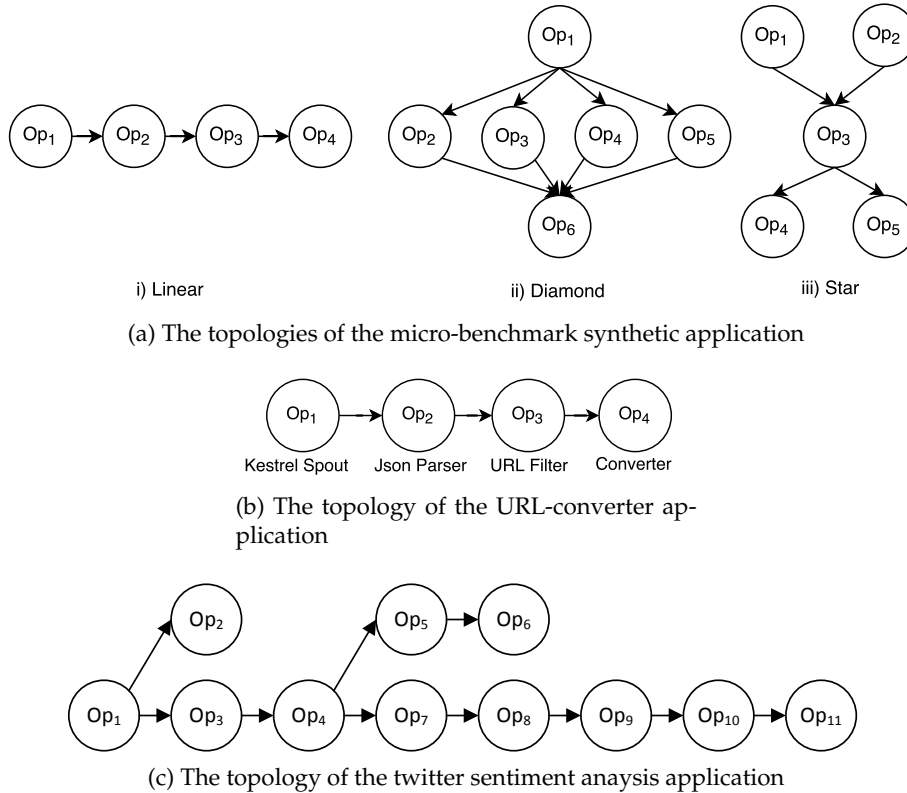 Op1
Op1
Op2
Op1
Op2
Op3
Op4
Op2
Op3
Op4
Op5
Op3
Op6
Op4
Op5
i) Linear
ii) Diamond
iii) Star
(a) The topologies of the micro-benchmark synthetic application
Op1
Op2
Op3
Op4
Kestrel Spout
Json Parser
URL Filter
Converter
(b) The topology of the URL-converter ap-
plication
Op2
Op5
Op6
Op1
Op3
Op4
Op7
Op8
Op9
Op10
Op11
(c) The topology of the twitter sentiment anaysis application